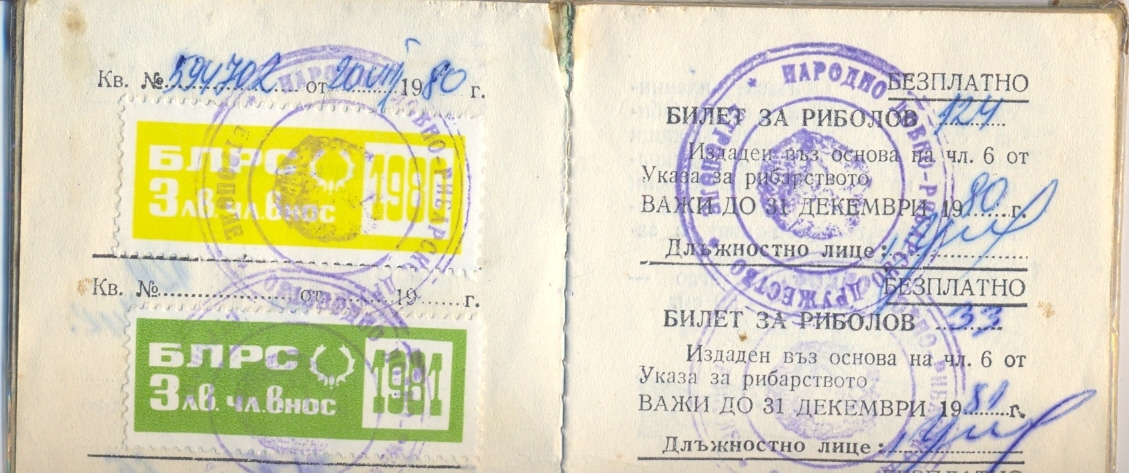 Кв. № 594702 от 20 VIII 1980 г.
БЛРС 1980
3 лв. чл. внос
Кв. № от 19 г.
БЛРС 1981
3 лв. чл. внос
БЕЗПЛАТНО
БИЛЕТ ЗА РИБОЛОВ 124
Издаден въз основа на чл. 6 от
Указа за рибарството
ВАЖИ ДО 31 ДЕКЕМВРИ 1980 г.
Длъжностно лице:
БЕЗПЛАТНО
БИЛЕТ ЗА РИБОЛОВ 33
Издаден въз основа на чл. 6 от
Указа за рибарството
ВАЖИ ДО 31 ДЕКЕМВРИ 1981 г.
Длъжностно лице: